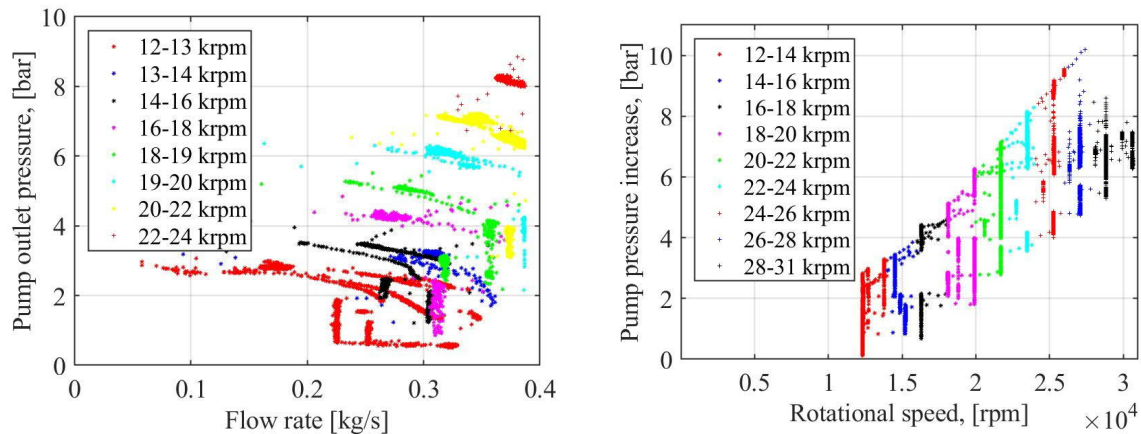 Pump outlet pressure, [bar]
10
8
6
4
2
0
12-13 krpm
13-14 krpm
14-16 krpm
16-18 krpm
18-19 krpm
19-20 krpm
20-22 krpm
22-24 krpm
0
0.1
0.2
0.3
0.4
Flow rate [kg/s]
Pump pressure increase, [bar]
10
8
6
4
2
0
12-14 krpm
14-16 krpm
16-18 krpm
18-20 krpm
20-22 krpm
22-24 krpm
24-26 krpm
26-28 krpm
28-31 krpm
0.5
1
1.5
2
2.5
3
Rotational speed, [rpm]
×10⁴